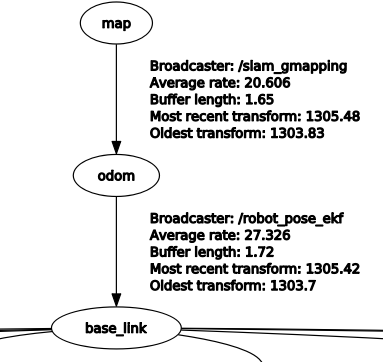 map
Broadcaster: /slam_gmapping
Average rate: 20.606
Buffer length: 1.65
Most recent transform: 1305.48
Oldest transform: 1303.83
odom
Broadcaster: /robot_pose_ekf
Average rate: 27.326
Buffer length: 1.72
Most recent transform: 1305.42
Oldest transform: 1303.7
base_link